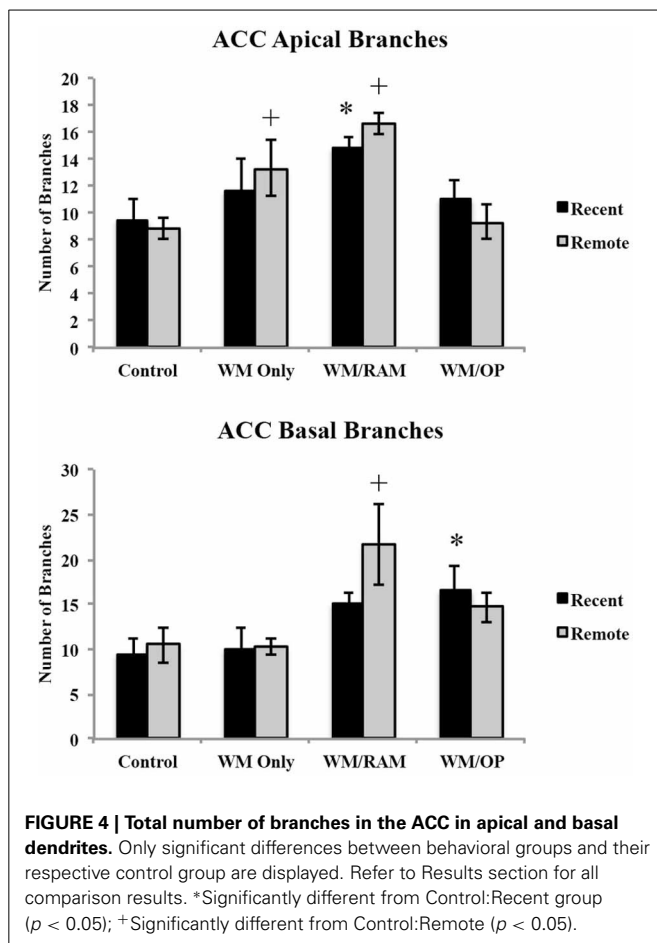 ACC Apical Branches
Number of Branches
20
18
16
14
12
10
8
6
4
2
0
+
*
+
Recent
Remote
Control
WM Only
WM/RAM
WM/OP
ACC Basal Branches
Number of Branches
30
25
20
15
10
5
0
+
*
Recent
Remote
Control
WM Only
WM/RAM
WM/OP
FIGURE 4 | Total number of branches in the ACC in apical and basal
dendrites. Only significant differences between behavioral groups and their
respective control group are displayed. Refer to Results section for all
comparison results. *Significantly different from Control:Recent group
(p < 0.05); +Significantly different from Control:Remote (p < 0.05).